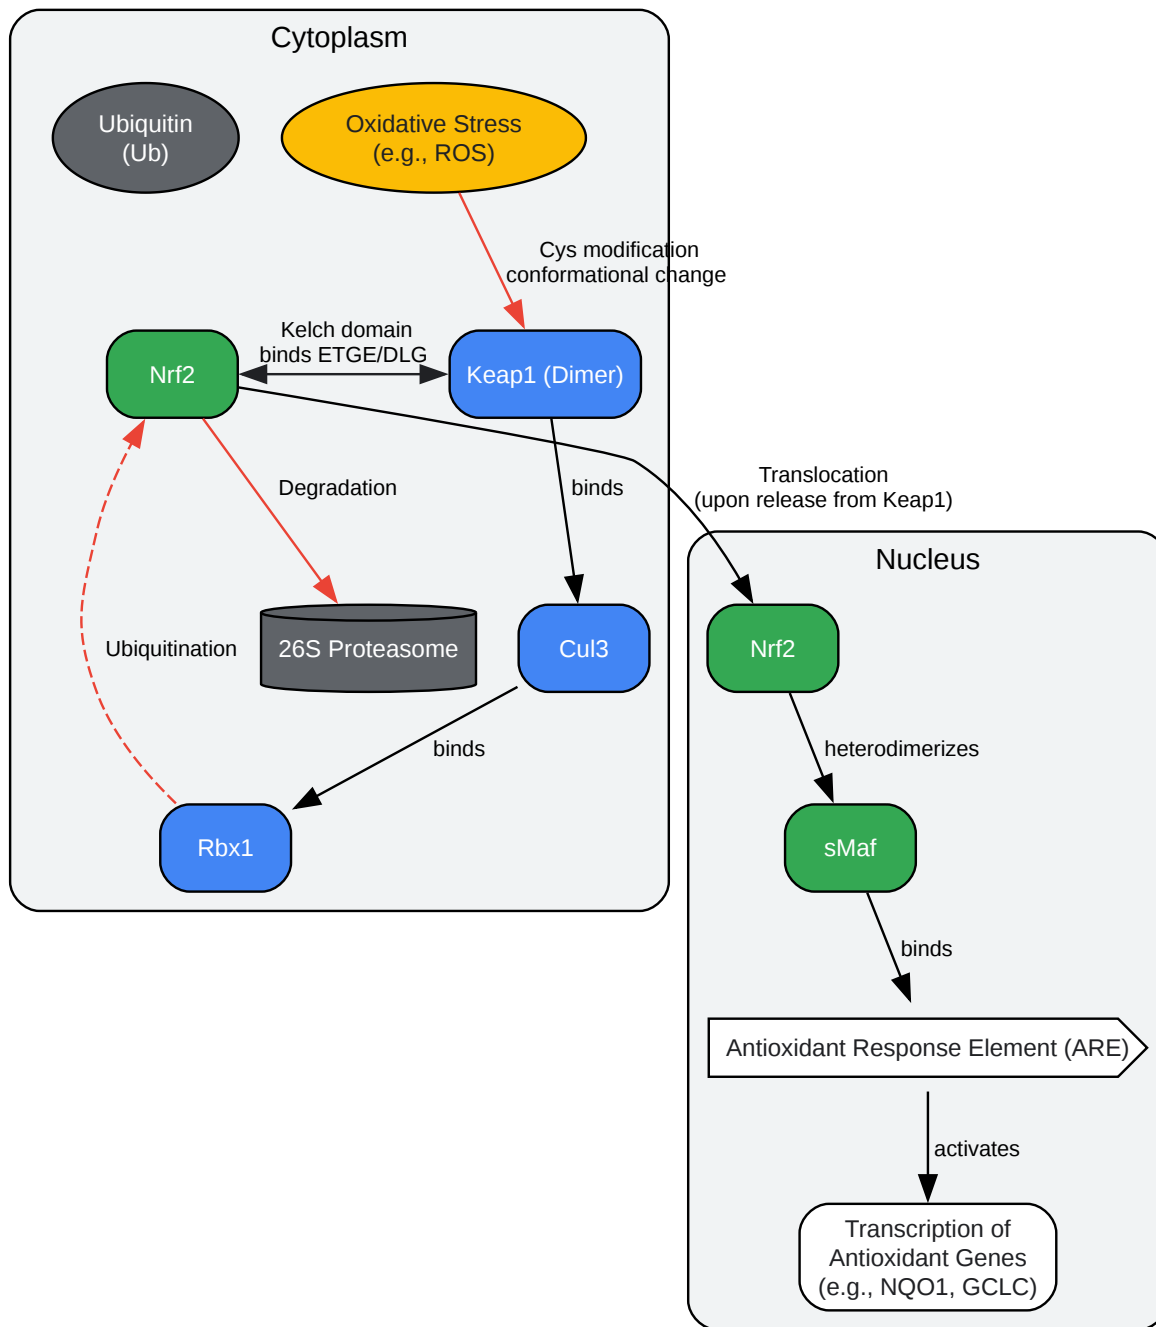 Cytoplasm
Ubiquitin
(Ub)
Oxidative Stress
(e.g., ROS)
Cys modification
conformational change
Kelch domain
binds ETGE/DLG
Nrf2
Keap1 (Dimer)
Degradation
binds
Translocation
(upon release from Keap1)
Nucleus
Ubiquitination
26S Proteasome
Cul3
Nrf2
binds
heterodimerizes
Rbx1
sMaf
binds
Antioxidant Response Element (ARE)
activates
Transcription of
Antioxidant Genes
(e.g., NQO1, GCLC)